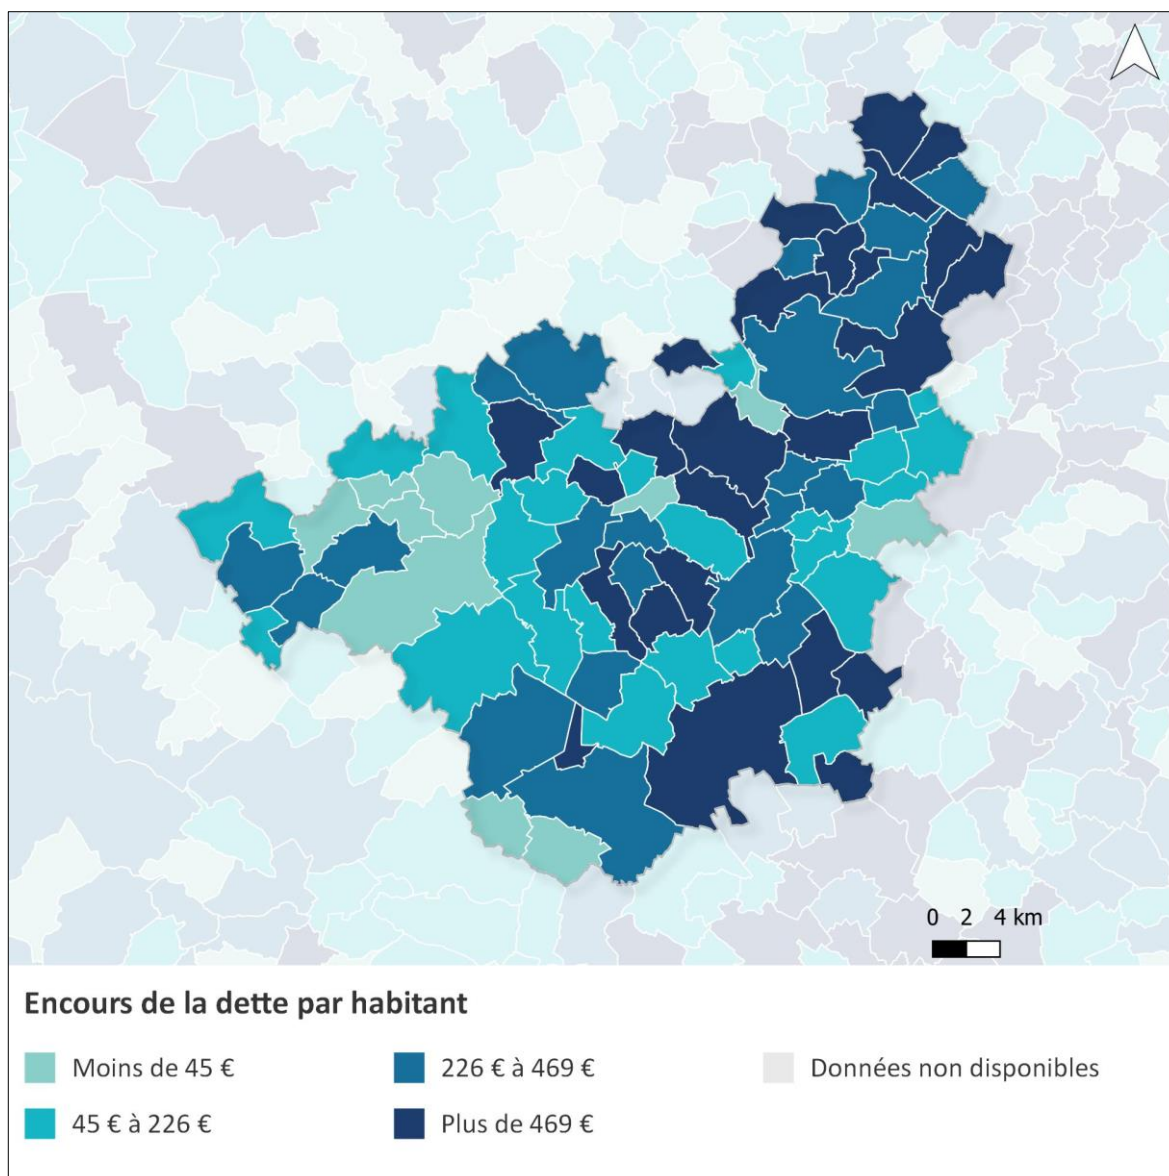 0 2 4 km
Encours de la dette par habitant
Moins de 45 €
226 € à 469 €
Données non disponibles
45 € à 226 €
Plus de 469 €